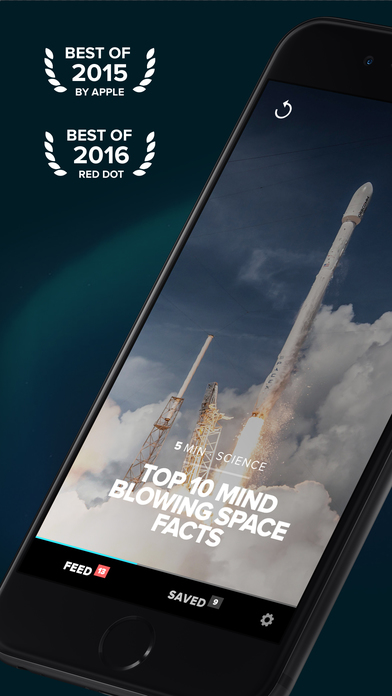 BEST OF
2015
BY APPLE
BEST OF
2016
RED DOT
5 MIN SCIENCE
TOP 10 MIND
BLOWING SPACE
FACTS
FEED 13
SAVED 9